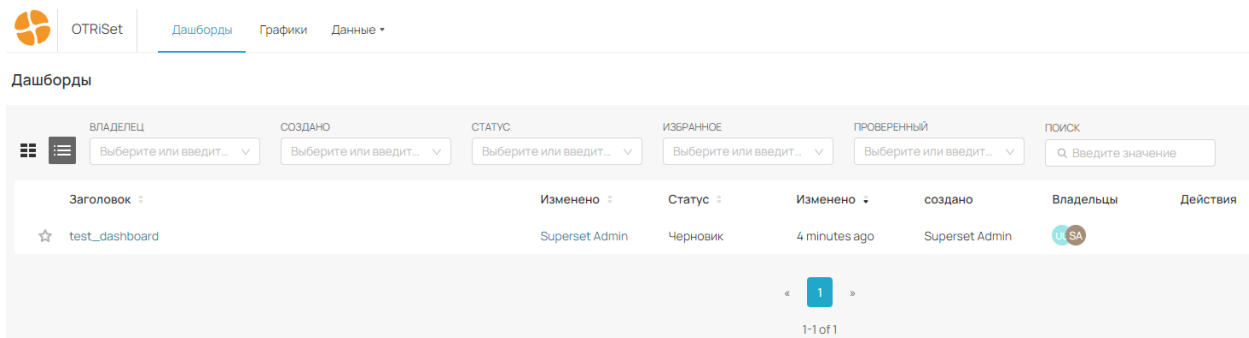 OTRiSet Дашборды Графики Данные
Дашборды
ВЛАДЕЛЕЦ СОЗДАНО СТАТУС ИЗБРАННОЕ ПРОВЕРЕННЫЙ ПОИСК
Выберите или введит... Выберите или введит... Выберите или введит... Выберите или введит... Выберите или введит... Введите значение
Заголовок Изменено Статус Изменено создано Владельцы Действия
test_dashboard Superset Admin Черновик 4 minutes ago Superset Admin SA
« 1 »
1-1 of 1